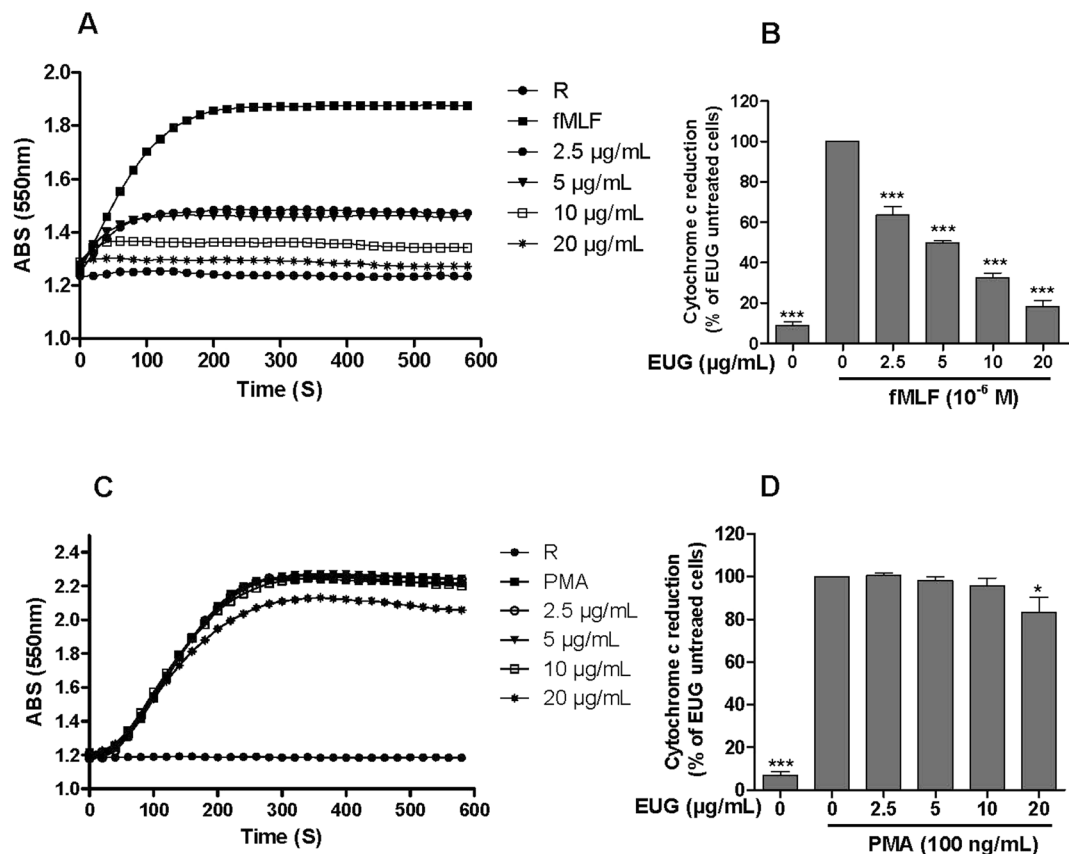 A
ABS (550nm)
2.0
1.8
1.6
1.4
1.2
1.0
0 100 200 300 400 500 600
Time (S)
R
fMLF
2.5 µg/mL
5 µg/mL
10 µg/mL
20 µg/mL
B
Cytochrome c reduction
(% of EUG untreated cells)
120
100
80
60
40
20
0
***
***
***
***
***
EUG (µg/mL) 0 0 2.5 5 10 20
fMLF (10⁻⁶ M)
C
ABS (550nm)
2.4
2.2
2.0
1.8
1.6
1.4
1.2
1.0
0 100 200 300 400 500 600
Time (S)
R
PMA
2.5 µg/mL
5 µg/mL
10 µg/mL
20 µg/mL
D
Cytochrome c reduction
(% of EUG untreaed cells)
120
100
80
60
40
20
0
***
*
EUG (µg/mL) 0 0 2.5 5 10 20
PMA (100 ng/mL)